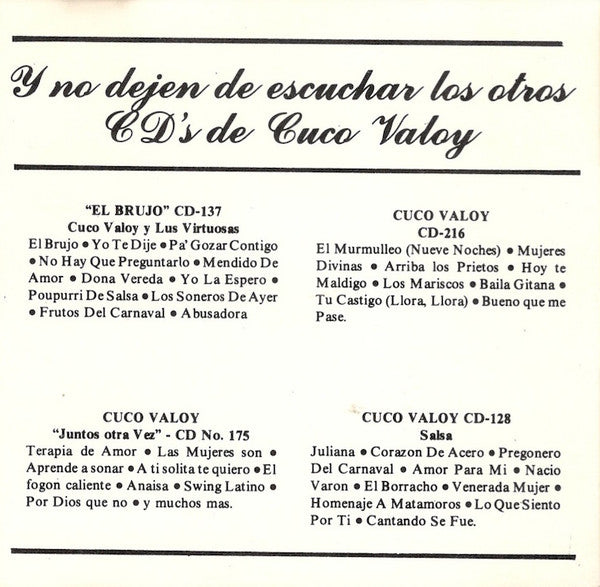 Y no dejen de escuchar los otros
CD's de Cuco Valoy
"EL BRUJO" CD-137
Cuco Valoy y Lus Virtuosas
El Brujo • Yo Te Dije • Pa' Gozar Contigo
• No Hay Que Preguntarlo • Mendido De
Amor • Dona Vereda • Yo La Espero •
Poupurri De Salsa • Los Soneros De Ayer
• Frutos Del Carnaval • Abusadora
CUCO VALOY
CD-216
El Murmulleo (Nueve Noches) • Mujeres
Divinas • Arriba los Prietos • Hoy te
Maldigo • Los Mariscos • Baila Gitana •
Tu Castigo (Llora, Llora) • Bueno que me
Pase.
CUCO VALOY
"Juntos otra Vez" - CD No. 175
Terapia de Amor • Las Mujeres son •
Aprende a sonar • A ti solita te quiero • El
fogon caliente • Anaisa • Swing Latino •
Por Dios que no • y muchos mas.
CUCO VALOY CD-128
Salsa
Juliana • Corazon De Acero • Pregonero
Del Carnaval • Amor Para Mi • Nacio
Varon • El Borracho • Venerada Mujer •
Homenaje A Matamoros • Lo Que Siento
Por Ti • Cantando Se Fue.